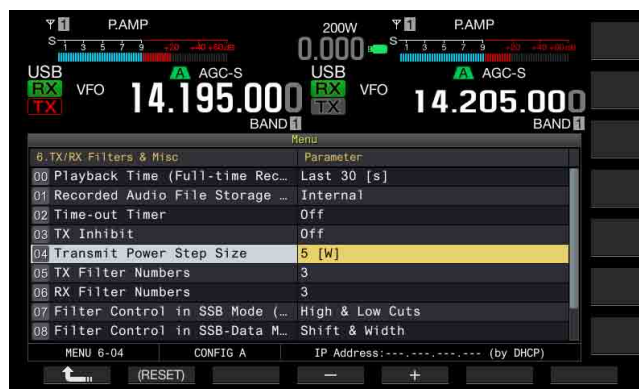 1 P.AMP 200W 1 P.AMP
S 1 3 5 7 9 +20 +40 +60dB 0.000 S 1 3 5 7 9 +20 +40 +60dB
USB A AGC-S USB A AGC-S
RX VFO 14.195.000 RX VFO 14.205.000
TX TX
BAND 1 BAND 1
Menu
6.TX/RX Filters & Misc Parameter
00 Playback Time (Full-time Rec… Last 30 [s]
01 Recorded Audio File Storage … Internal
02 Time-out Timer Off
03 TX Inhibit Off
04 Transmit Power Step Size 5 [W]
05 TX Filter Numbers 3
06 RX Filter Numbers 3
07 Filter Control in SSB Mode (… High & Low Cuts
08 Filter Control in SSB-Data M… Shift & Width
MENU 6-04 CONFIG A IP Address:---.---.---.--- (by DHCP)
(RESET) − +